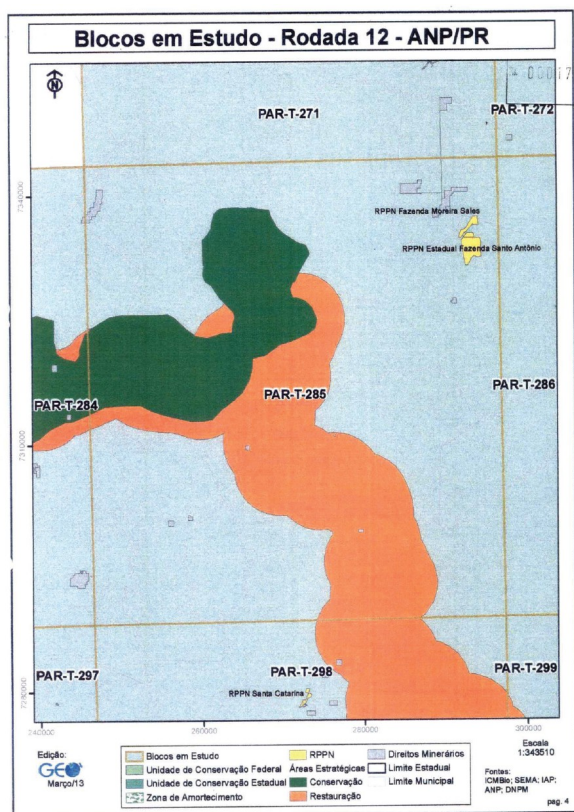 Blocos em Estudo - Rodada 12 - ANP/PR
00017
N
PAR-T-271
PAR-T-272
7340000
RPPN Fazenda Moreira Sales
RPPN Estadual Fazenda Santo Antônio
PAR-T-284
PAR-T-285
PAR-T-286
7310000
PAR-T-297
PAR-T-298
PAR-T-299
RPPN Santa Catarina
7280000
240000
260000
280000
300000
Edição:
GEO
Março/13
Blocos em Estudo
Unidade de Conservação Federal
Unidade de Conservação Estadual
Zona de Amortecimento
RPPN
Áreas Estratégicas
Conservação
Restauração
Direitos Minerários
Limite Estadual
Limite Municipal
Escala
1:343510
Fontes:
ICMBio; SEMA; IAP;
ANP; DNPM
pag. 4